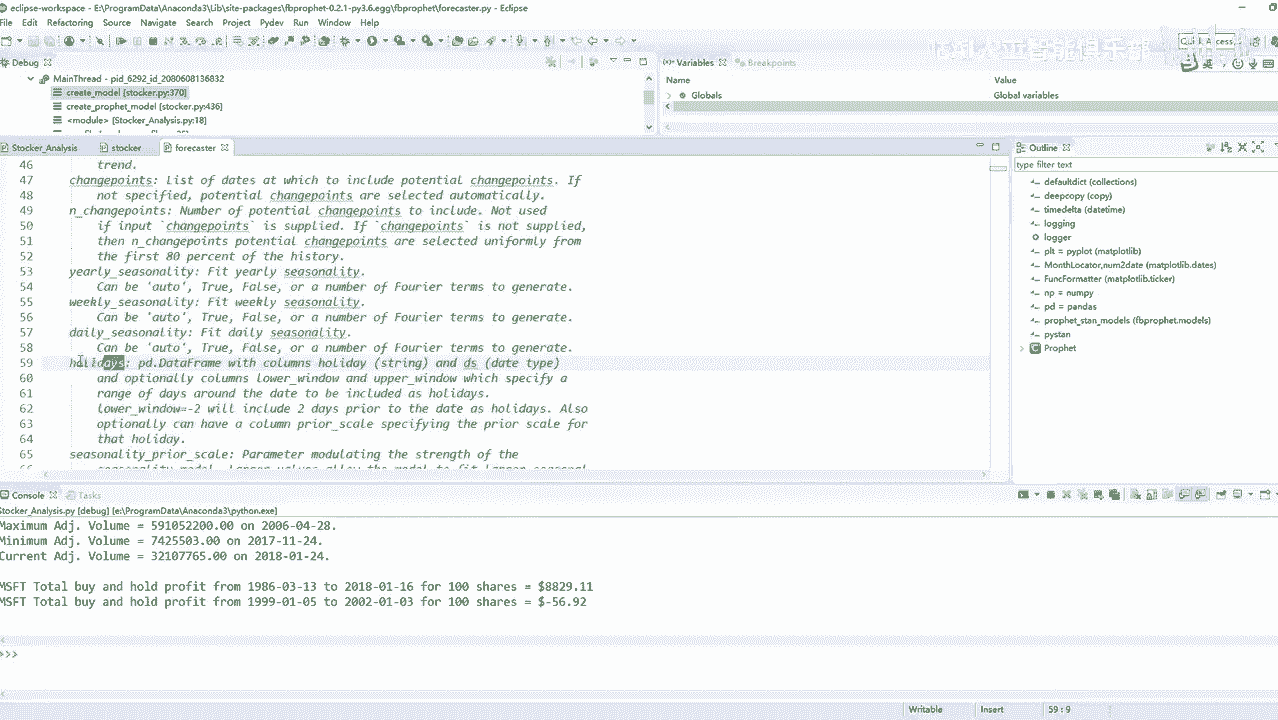 eclipse-workspace - E:\ProgramData\Anaconda3\Lib\site-packages\fbprophet-0.2.1-py3.6.egg\fbprophet\forecaster.py - Eclipse
File Edit Refactoring Source Navigate Search Project Pydev Run Window Help
Debug
MainThread - pid_6292_id_2080608136832
create_model [stocker.py:370]
create_prophet_model [stocker.py:436]
<module> [Stocker_Analysis.py:18]
Variables Breakpoints
Name Value
Globals Global variables
Stocker_Analysis stocker forecaster
46 trend.
47 changepoints: List of dates at which to include potential changepoints. If
48 not specified, potential changepoints are selected automatically.
49 n_changepoints: Number of potential changepoints to include. Not used
50 if input `changepoints` is supplied. If `changepoints` is not supplied,
51 then n_changepoints potential changepoints are selected uniformly from
52 the first 80 percent of the history.
53 yearly_seasonality: Fit yearly seasonality.
54 Can be 'auto', True, False, or a number of Fourier terms to generate.
55 weekly_seasonality: Fit weekly seasonality.
56 Can be 'auto', True, False, or a number of Fourier terms to generate.
57 daily_seasonality: Fit daily seasonality.
58 Can be 'auto', True, False, or a number of Fourier terms to generate.
59 holidays: pd.DataFrame with columns holiday (string) and ds (date type)
60 and optionally columns lower_window and upper_window which specify a
61 range of days around the date to be included as holidays.
62 lower_window=-2 will include 2 days prior to the date as holidays. Also
63 optionally can have a column prior_scale specifying the prior scale for
64 that holiday.
65 seasonality_prior_scale: Parameter modulating the strength of the
Outline
type filter text
defaultdict (collections)
deepcopy (copy)
timedelta (datetime)
logging
logger
plt = pyplot (matplotlib)
MonthLocator,num2date (matplotlib.dates)
FuncFormatter (matplotlib.ticker)
np = numpy
pd = pandas
prophet_stan_models (fbprophet.models)
pystan
Prophet
Console Tasks
Stocker_Analysis.py [debug] [e:\ProgramData\Anaconda3\python.exe]
Maximum Adj. Volume = 591052200.00 on 2006-04-28.
Minimum Adj. Volume = 7425503.00 on 2017-11-24.
Current Adj. Volume = 32107765.00 on 2018-01-24.
MSFT Total buy and hold profit from 1986-03-13 to 2018-01-16 for 100 shares = $8829.11
MSFT Total buy and hold profit from 1999-01-05 to 2002-01-03 for 100 shares = $-56.92
>>>
Writable Insert 59 : 9